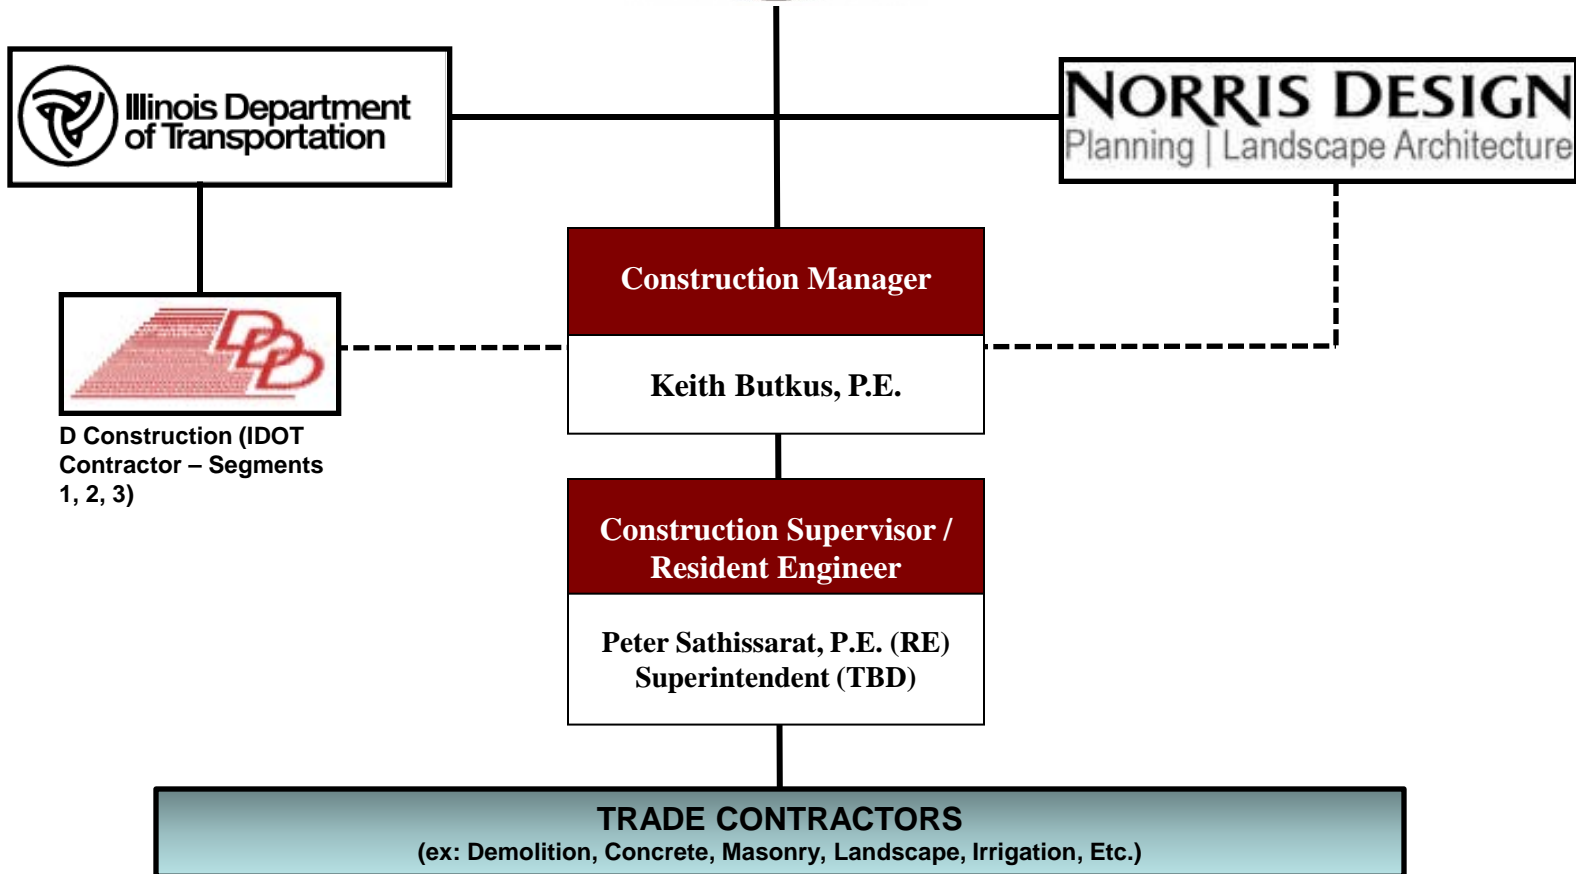 Illinois Department
of Transportation
NORRIS DESIGN
Planning | Landscape Architecture
Construction Manager
Keith Butkus, P.E.
DDD
D Construction (IDOT
Contractor – Segments
1, 2, 3)
Construction Supervisor /
Resident Engineer
Peter Sathissarat, P.E. (RE)
Superintendent (TBD)
TRADE CONTRACTORS
(ex: Demolition, Concrete, Masonry, Landscape, Irrigation, Etc.)